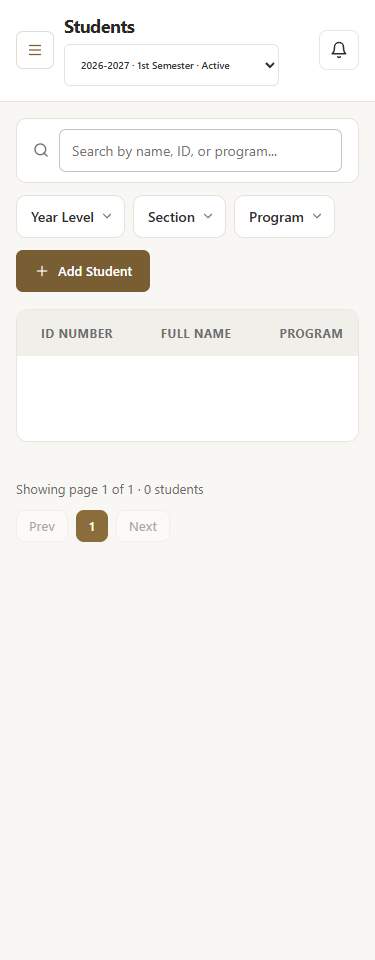 Students
2026-2027 · 1st Semester · Active
Search by name, ID, or program...
Year Level
Section
Program
+ Add Student
ID NUMBER FULL NAME PROGRAM
Showing page 1 of 1 · 0 students
Prev 1 Next